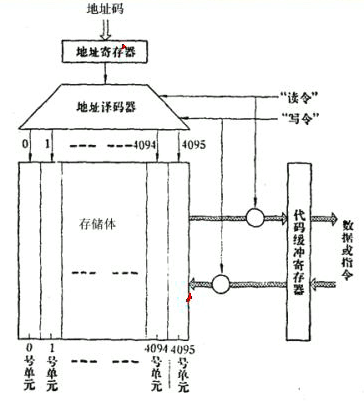 地址码
地址寄存器
地址译码器
“读令”
“写令”
0 1 4094 4095
存储体
代码缓冲寄存器
数据或指令
0号单元
1号单元
4094号单元
4095号单元